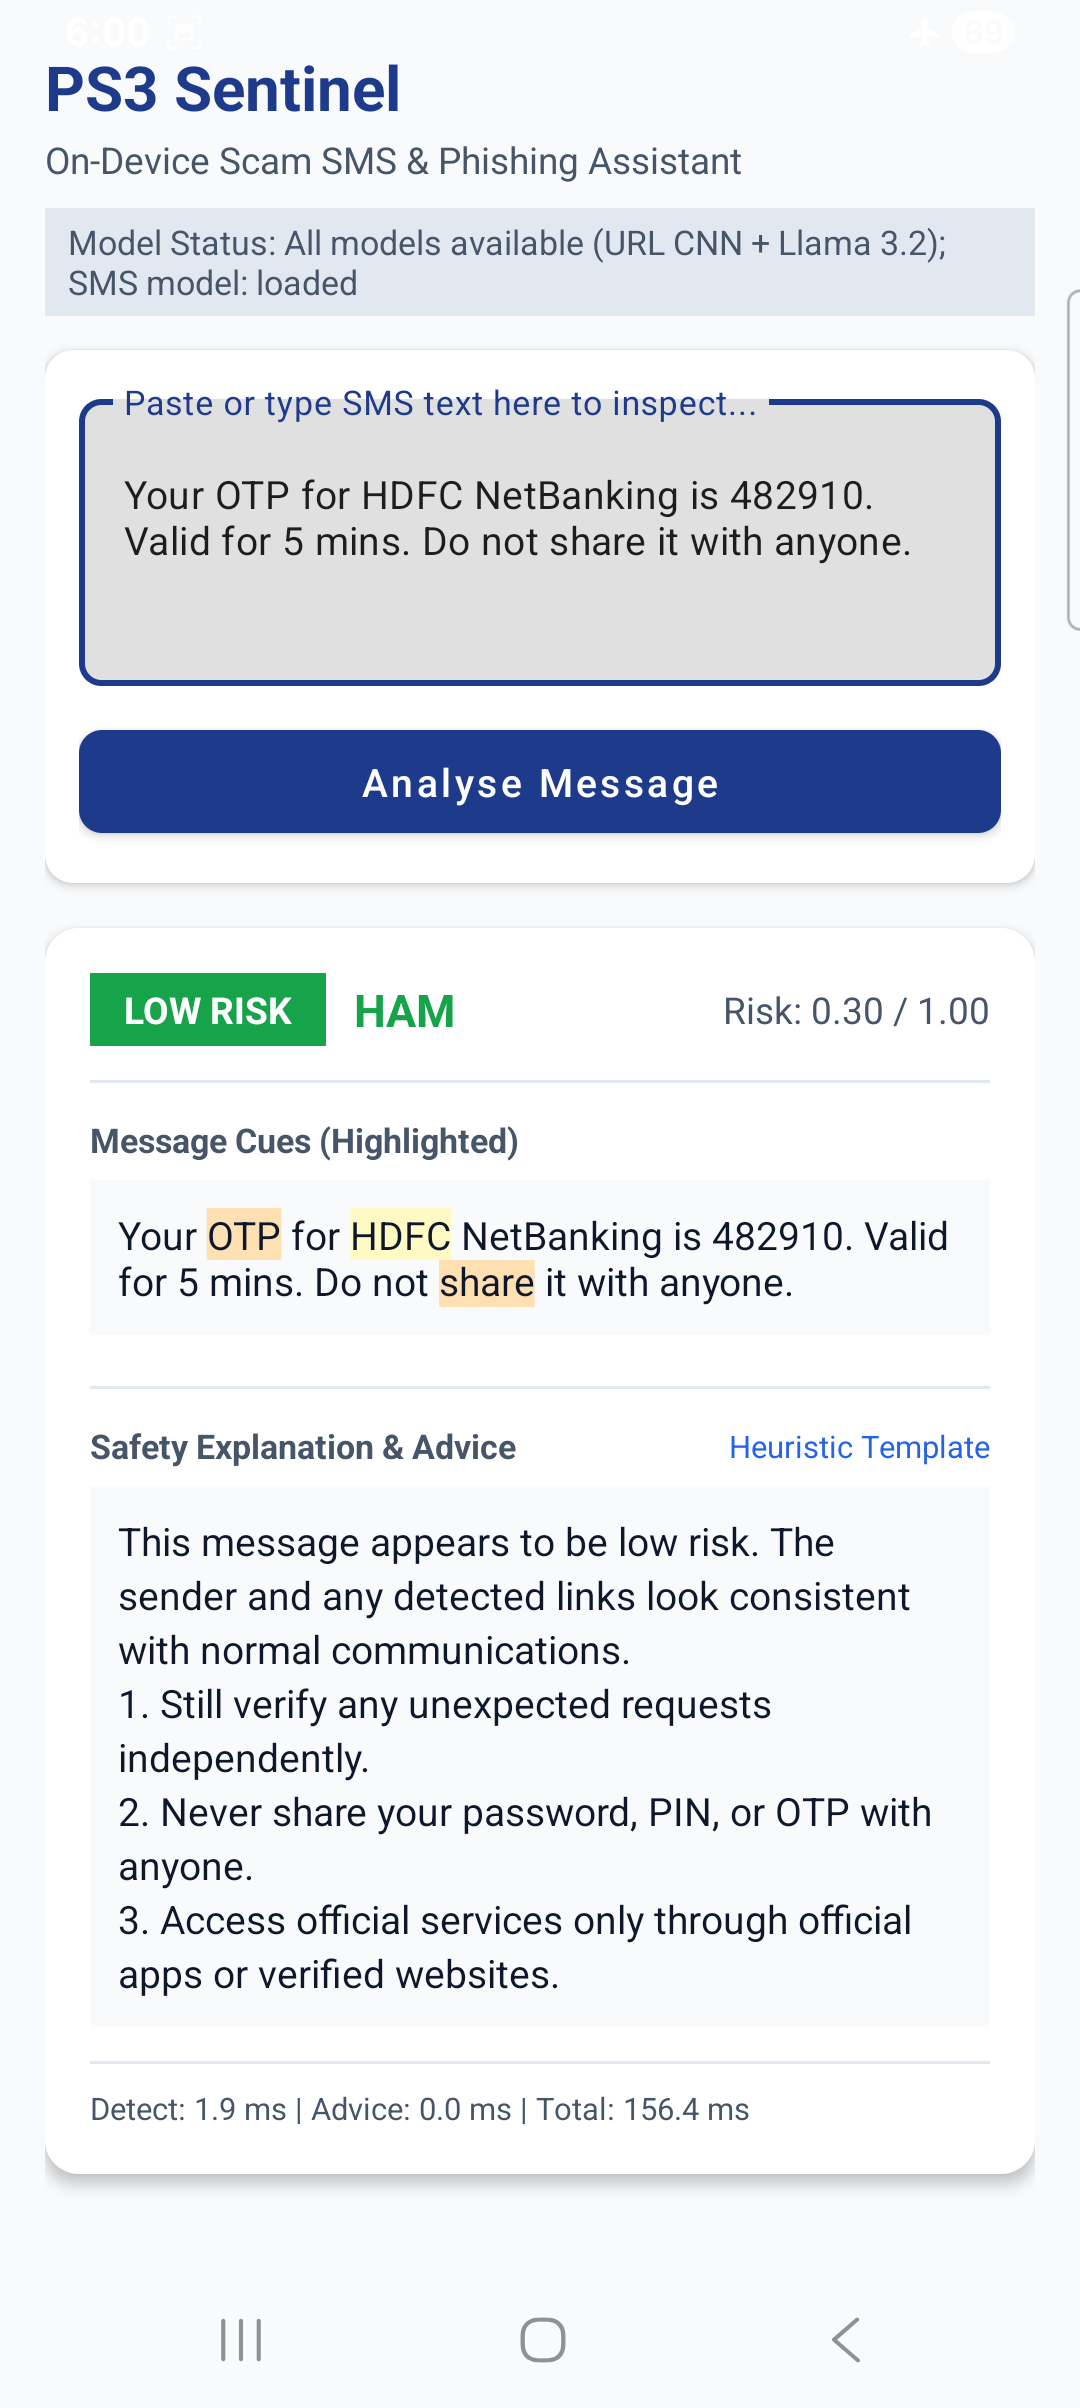 6:00
89
PS3 Sentinel
On-Device Scam SMS & Phishing Assistant
Model Status: All models available (URL CNN + Llama 3.2);
SMS model: loaded
Paste or type SMS text here to inspect...
Your OTP for HDFC NetBanking is 482910.
Valid for 5 mins. Do not share it with anyone.
Analyse Message
LOW RISK HAM Risk: 0.30 / 1.00
Message Cues (Highlighted)
Your OTP for HDFC NetBanking is 482910. Valid
for 5 mins. Do not share it with anyone.
Safety Explanation & Advice Heuristic Template
This message appears to be low risk. The
sender and any detected links look consistent
with normal communications.
1. Still verify any unexpected requests
independently.
2. Never share your password, PIN, or OTP with
anyone.
3. Access official services only through official
apps or verified websites.
Detect: 1.9 ms | Advice: 0.0 ms | Total: 156.4 ms